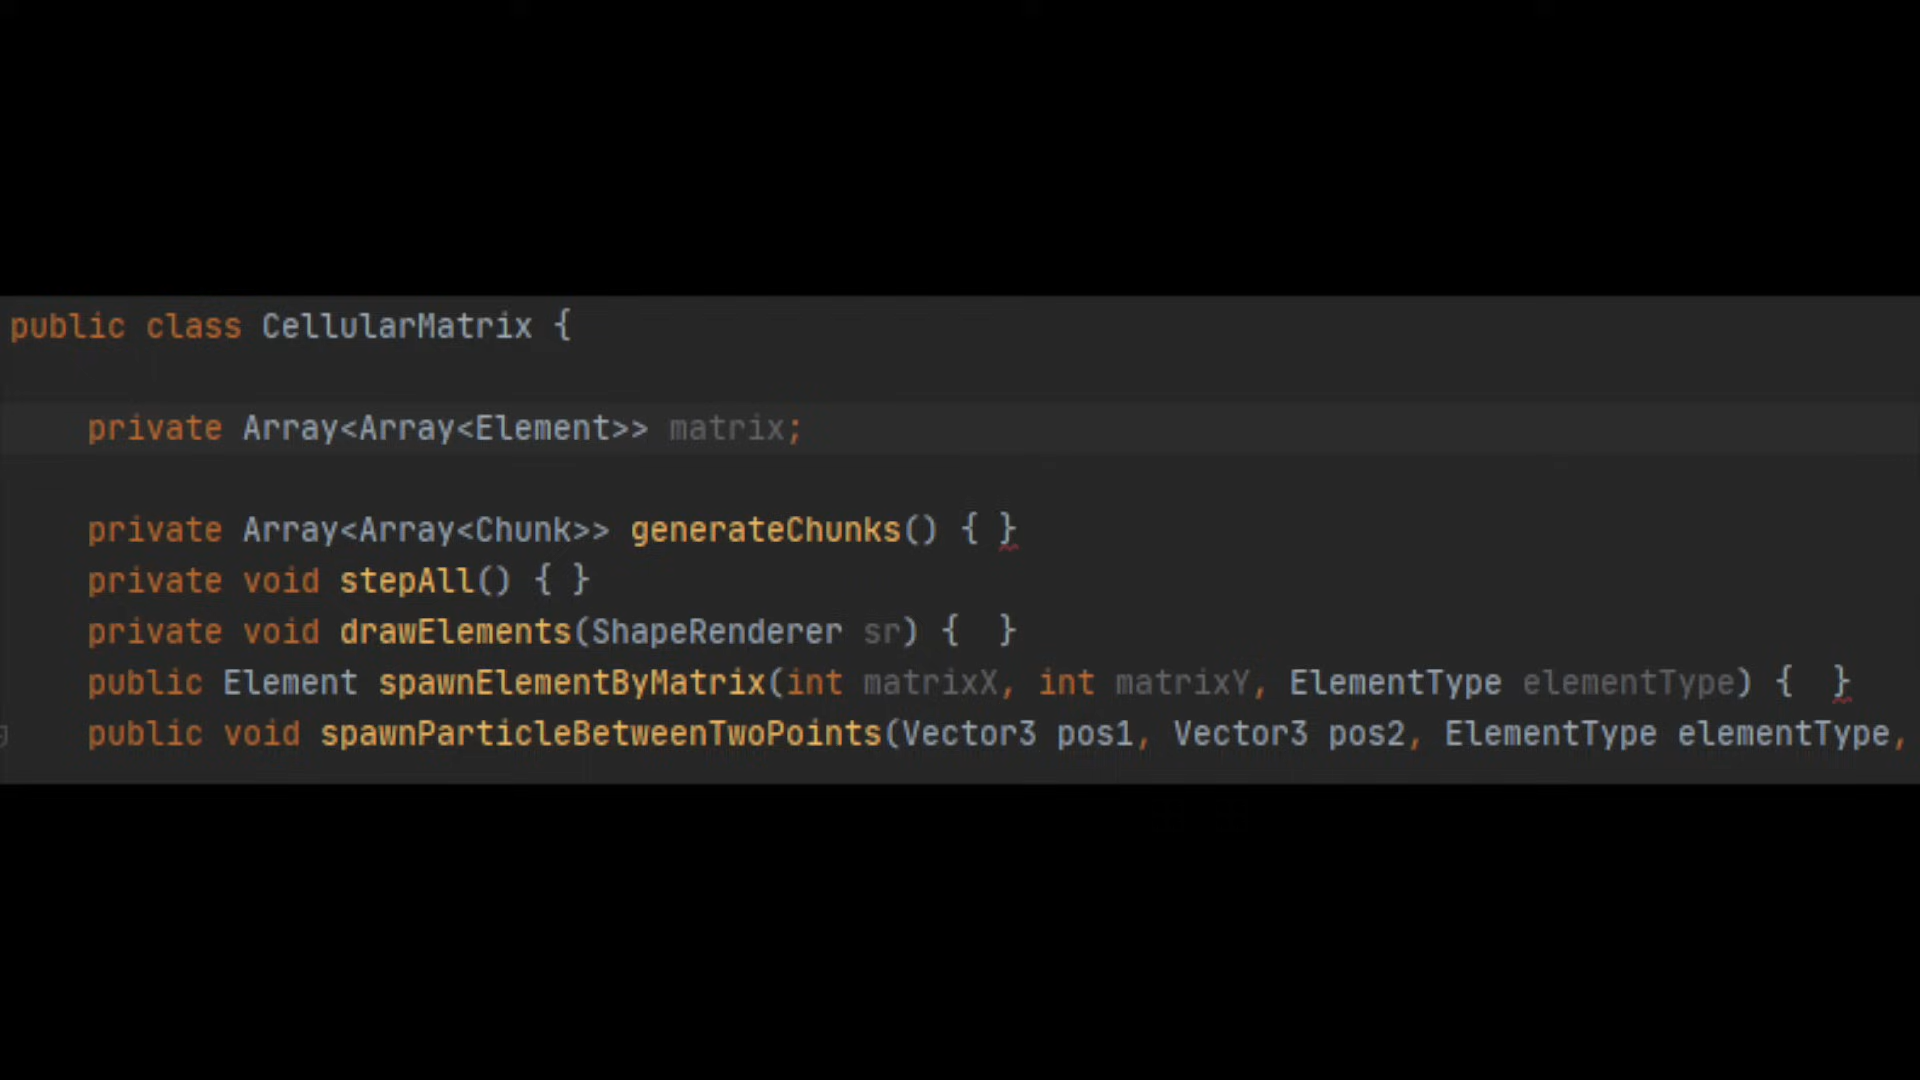 public class CellularMatrix {
private Array<Array<Element>> matrix;
private Array<Array<Chunk>> generateChunks() { }
private void stepAll() { }
private void drawElements(ShapeRenderer sr) {  }
public Element spawnElementByMatrix(int matrixX, int matrixY, ElementType elementType) {  }
public void spawnParticleBetweenTwoPoints(Vector3 pos1, Vector3 pos2, ElementType elementType,